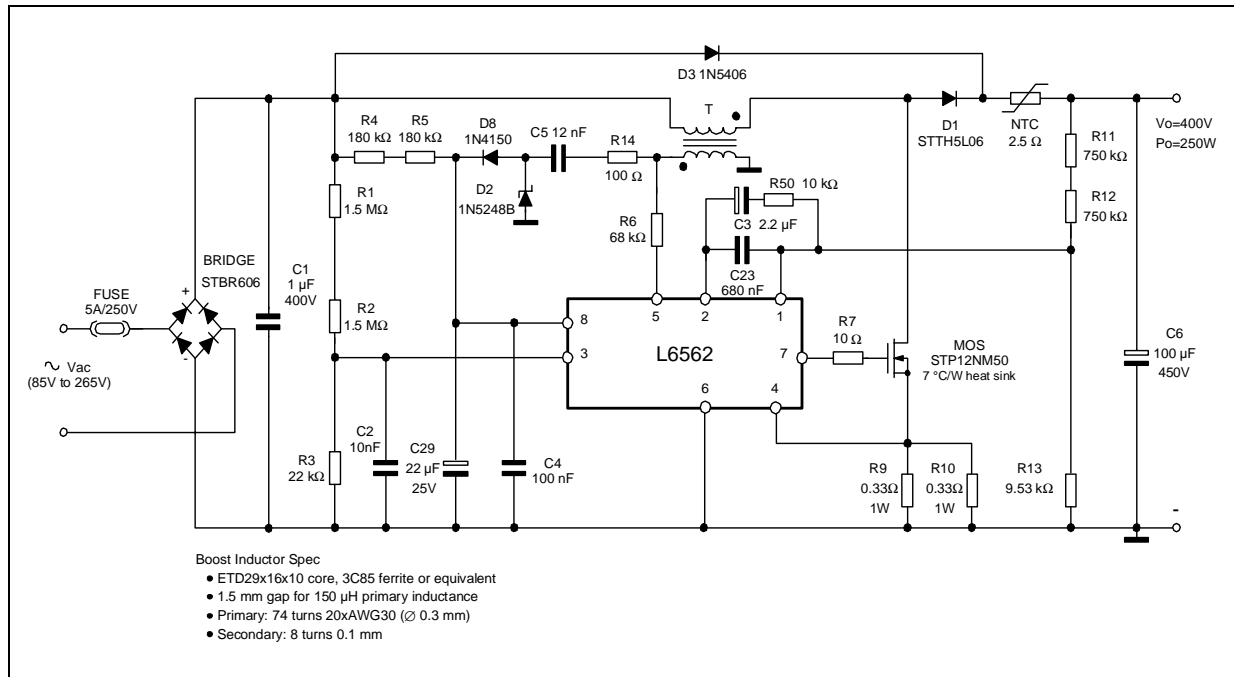 D3 1N5406
T
D1
STTH5L06
NTC
2.5 Ω
Vo=400V
Po=250W
R4
180 kΩ
R5
180 kΩ
D8
1N4150
C5 12 nF
R14
100 Ω
R11
750 kΩ
R12
750 kΩ
R1
1.5 MΩ
D2
1N5248B
R6
68 kΩ
R50 10 kΩ
C3 2.2 µF
C23
680 nF
BRIDGE
STBR606
+
-
FUSE
5A/250V
C1
1 µF
400V
R2
1.5 MΩ
~ Vac
(85V to 265V)
5
2
1
8
3
L6562
7
6
4
R7
10 Ω
MOS
STP12NM50
7 °C/W heat sink
C6
100 µF
450V
R3
22 kΩ
C2
10nF
C29
22 µF
25V
C4
100 nF
R9
0.33Ω
1W
R10
0.33Ω
1W
R13
9.53 kΩ
-
Boost Inductor Spec
● ETD29x16x10 core, 3C85 ferrite or equivalent
● 1.5 mm gap for 150 µH primary inductance
● Primary: 74 turns 20xAWG30 (∅ 0.3 mm)
● Secondary: 8 turns 0.1 mm